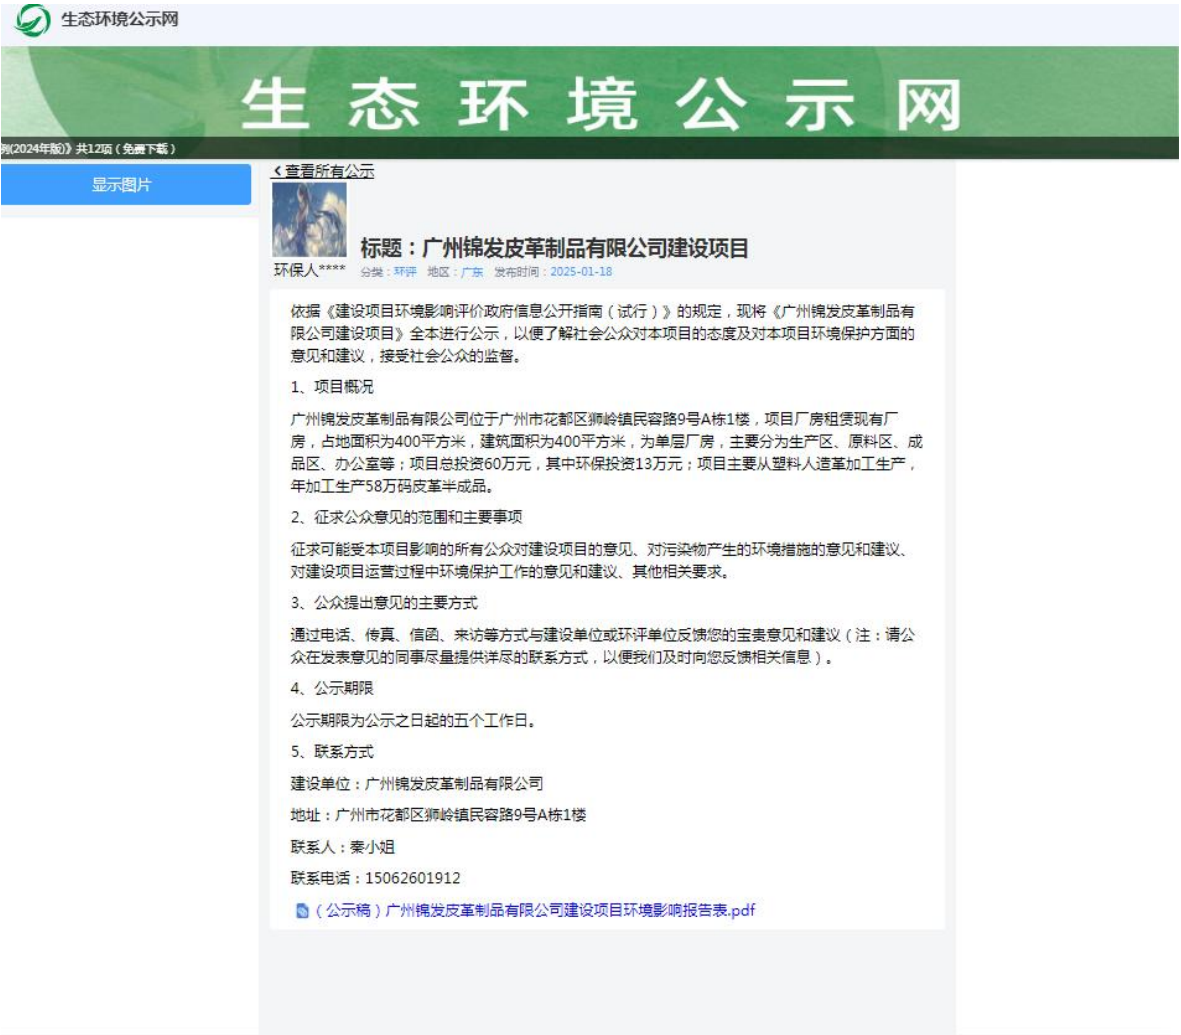 生态环境公示网
生态环境公示网
例(2024年版)》共12项（免费下载）
显示图片
查看所有公示
环保人****
标题：广州锦发皮革制品有限公司建设项目
分类：环评 地区：广东 发布时间：2025-01-18
依据《建设项目环境影响评价政府信息公开指南（试行）》的规定，现将《广州锦发皮革制品有
限公司建设项目》全本进行公示，以便了解社会公众对本项目的态度及对本项目环境保护方面的
意见和建议，接受社会公众的监督。
1、项目概况
广州锦发皮革制品有限公司位于广州市花都区狮岭镇民容路9号A栋1楼，项目厂房租赁现有厂
房，占地面积为400平方米，建筑面积为400平方米，为单层厂房，主要分为生产区、原料区、成
品区、办公室等；项目总投资60万元，其中环保投资13万元；项目主要从塑料人造革加工生产，
年加工生产58万码皮革半成品。
2、征求公众意见的范围和主要事项
征求可能受本项目影响的所有公众对建设项目的意见、对污染物产生的环境措施的意见和建议、
对建设项目运营过程中环境保护工作的意见和建议、其他相关要求。
3、公众提出意见的主要方式
通过电话、传真、信函、来访等方式与建设单位或环评单位反馈您的宝贵意见和建议（注：请公
众在发表意见的同事尽量提供详尽的联系方式，以便我们及时向您反馈相关信息）。
4、公示期限
公示期限为公示之日起的五个工作日。
5、联系方式
建设单位：广州锦发皮革制品有限公司
地址：广州市花都区狮岭镇民容路9号A栋1楼
联系人：秦小姐
联系电话：15062601912
（公示稿）广州锦发皮革制品有限公司建设项目环境影响报告表.pdf